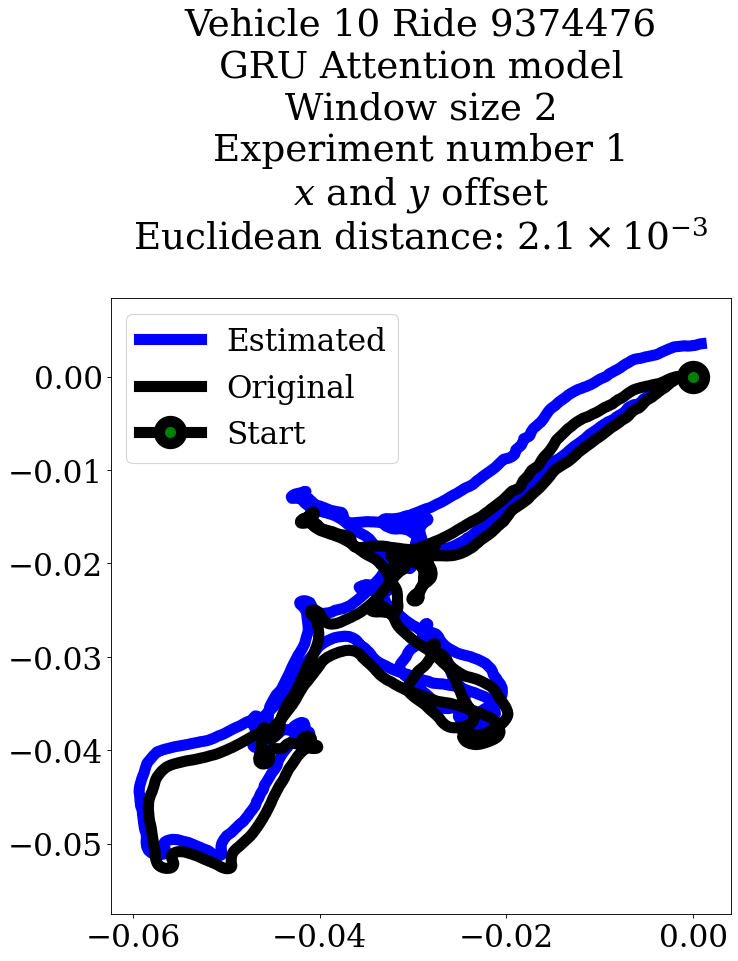 Vehicle 10 Ride 9374476
GRU Attention model
Window size 2
Experiment number 1
x and y offset
Euclidean distance: 2.1 × 10⁻³
Estimated
Original
Start
0.00
−0.01
−0.02
−0.03
−0.04
−0.05
−0.06 −0.04 −0.02 0.00